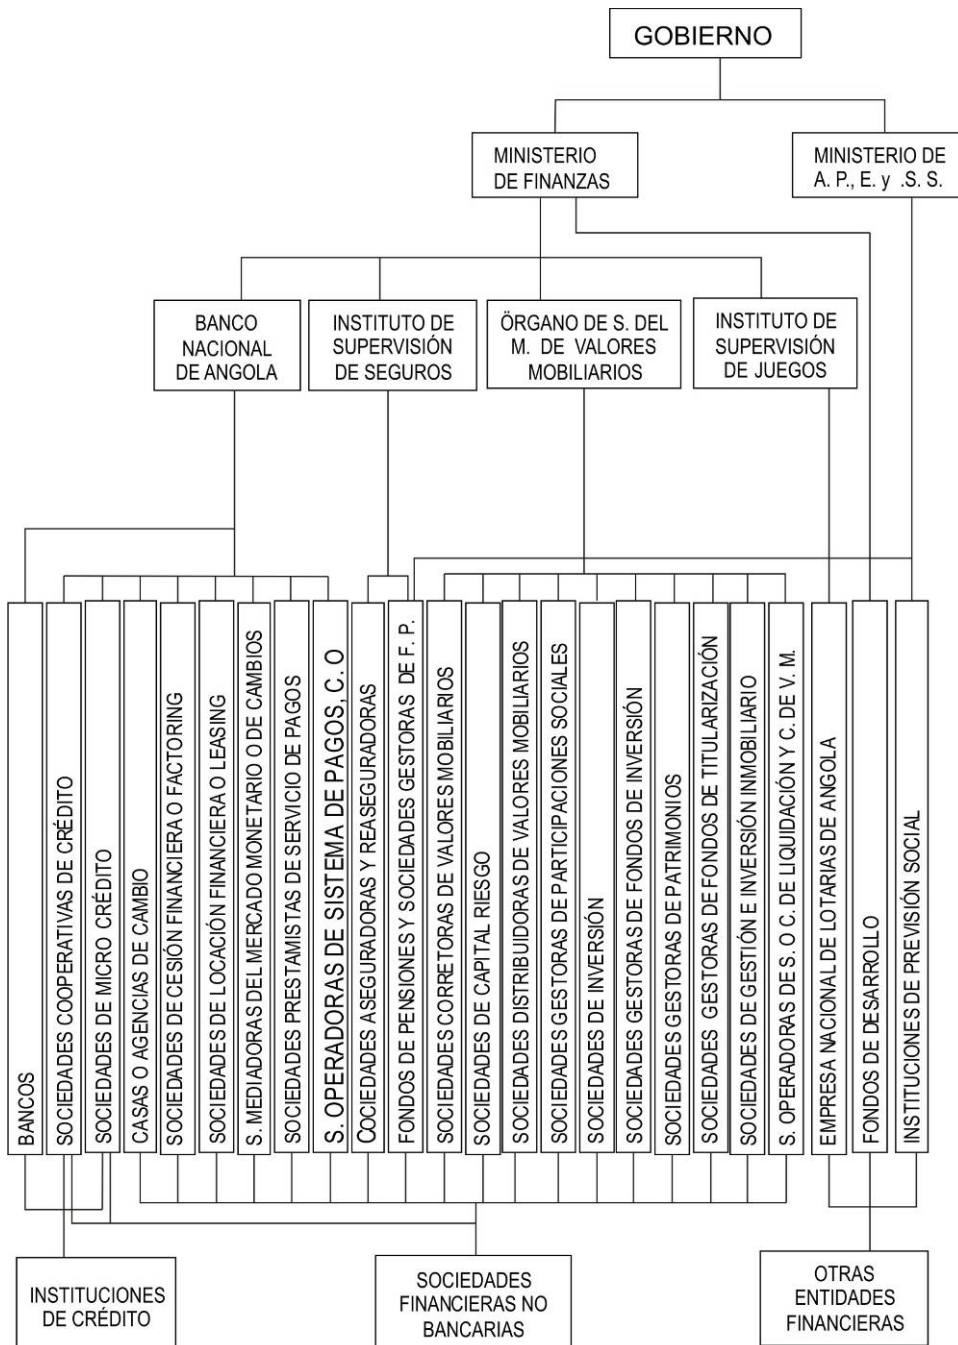 GOBIERNO
MINISTERIO
DE FINANZAS
MINISTERIO DE
A. P., E. y .S. S.
BANCO
NACIONAL
DE ANGOLA
INSTITUTO DE
SUPERVISIÓN
DE SEGUROS
ÖRGANO DE S. DEL
M. DE VALORES
MOBILIARIOS
INSTITUTO DE
SUPERVISIÓN
DE JUEGOS
BANCOS
SOCIEDADES COOPERATIVAS DE CRÉDITO
SOCIEDADES DE MICRO CRÉDITO
CASAS O AGENCIAS DE CAMBIO
SOCIEDADES DE CESIÓN FINANCIERA O FACTORING
SOCIEDADES DE LOCACIÓN FINANCIERA O LEASING
S. MEDIADORAS DEL MERCADO MONETARIO O DE CAMBIOS
SOCIEDADES PRESTAMISTAS DE SERVICIO DE PAGOS
S. OPERADORAS DE SISTEMA DE PAGOS, C. O
COCIEDADES ASEGURADORAS Y REASEGURADORAS
FONDOS DE PENSIONES Y SOCIEDADES GESTORAS DE F. P.
SOCIEDADES CORRETORAS DE VALORES MOBILIARIOS
SOCIEDADES DE CAPITAL RIESGO
SOCIEDADES DISTRIBUIDORAS DE VALORES MOBILIARIOS
SOCIEDADES GESTORAS DE PARTICIPACIONES SOCIALES
SOCIEDADES DE INVERSIÓN
SOCIEDADES GESTORAS DE FONDOS DE INVERSIÓN
SOCIEDADES GESTORAS DE PATRIMONIOS
SOCIEDADES GESTORAS DE FONDOS DE TITULARIZACIÓN
SOCIEDADES DE GESTIÓN E INVERSIÓN INMOBILIARIO
S. OPERADORAS DE S. O C. DE LIQUIDACIÓN Y C. DE V. M.
EMPRESA NACIONAL DE LOTARIAS DE ANGOLA
FONDOS DE DESARROLLO
INSTITUCIONES DE PREVISIÓN SOCIAL
INSTITUCIONES
DE CRÉDITO
SOCIEDADES
FINANCIERAS NO
BANCARIAS
OTRAS
ENTIDADES
FINANCIERAS